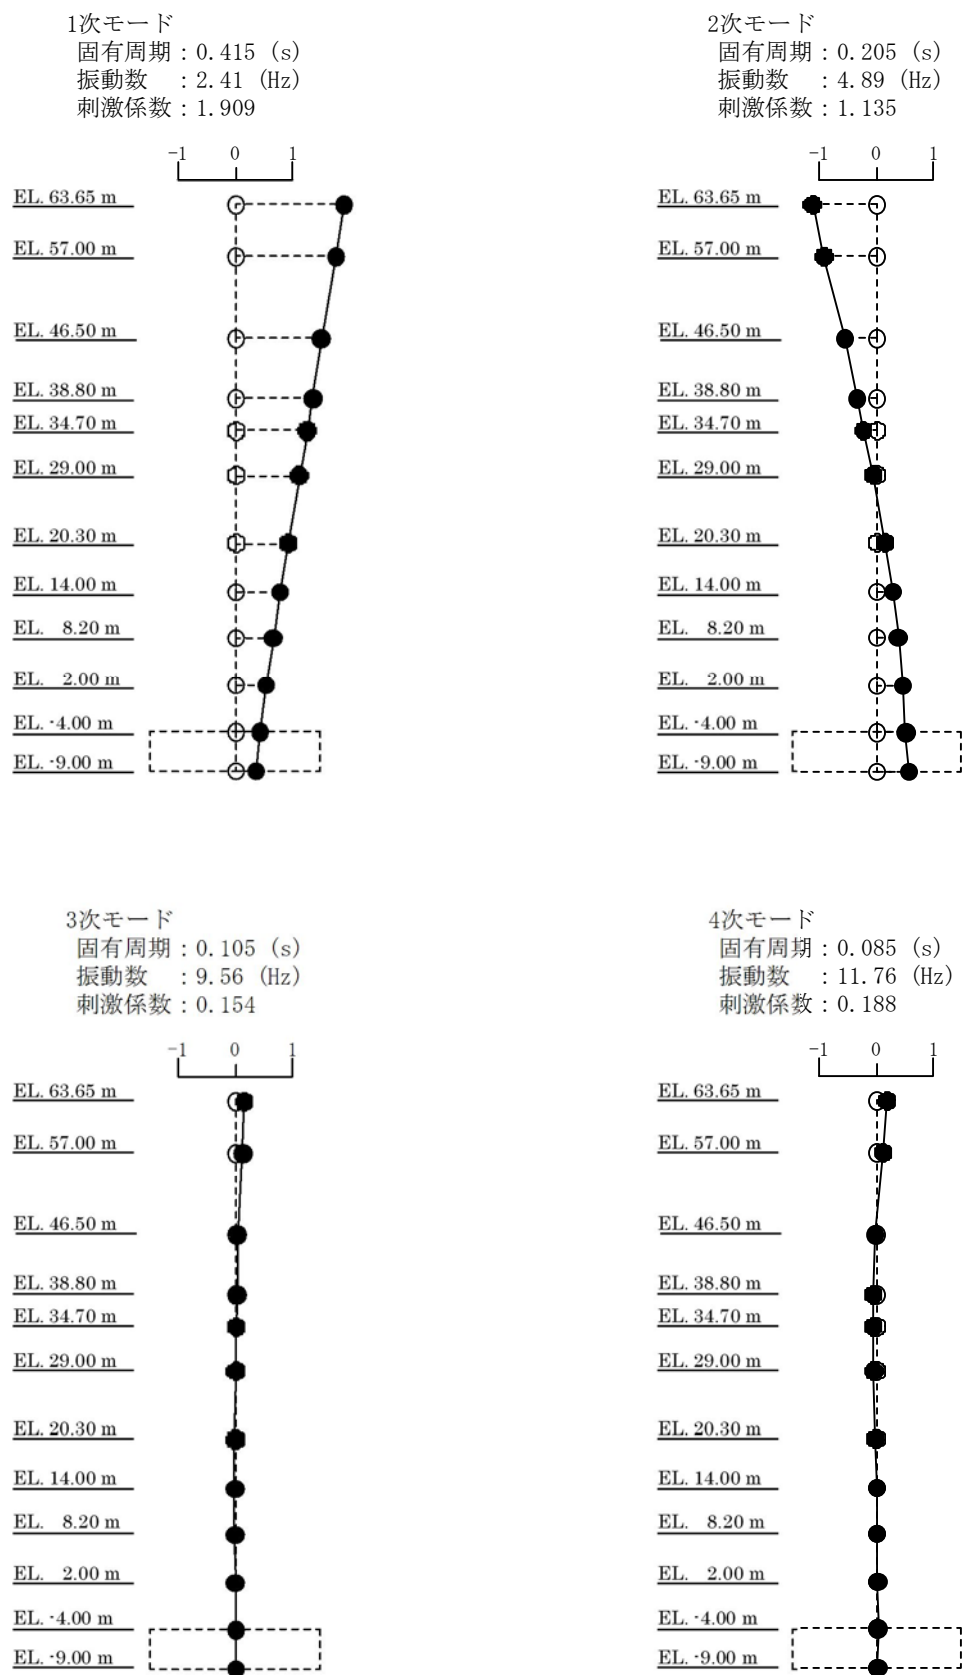 1次モード
固有周期：0.415 (s)
振動数　：2.41 (Hz)
刺激係数：1.909
-1 0 1
EL. 63.65 m
EL. 57.00 m
EL. 46.50 m
EL. 38.80 m
EL. 34.70 m
EL. 29.00 m
EL. 20.30 m
EL. 14.00 m
EL. 8.20 m
EL. 2.00 m
EL. -4.00 m
EL. -9.00 m
2次モード
固有周期：0.205 (s)
振動数　：4.89 (Hz)
刺激係数：1.135
-1 0 1
EL. 63.65 m
EL. 57.00 m
EL. 46.50 m
EL. 38.80 m
EL. 34.70 m
EL. 29.00 m
EL. 20.30 m
EL. 14.00 m
EL. 8.20 m
EL. 2.00 m
EL. -4.00 m
EL. -9.00 m
3次モード
固有周期：0.105 (s)
振動数　：9.56 (Hz)
刺激係数：0.154
-1 0 1
EL. 63.65 m
EL. 57.00 m
EL. 46.50 m
EL. 38.80 m
EL. 34.70 m
EL. 29.00 m
EL. 20.30 m
EL. 14.00 m
EL. 8.20 m
EL. 2.00 m
EL. -4.00 m
EL. -9.00 m
4次モード
固有周期：0.085 (s)
振動数　：11.76 (Hz)
刺激係数：0.188
-1 0 1
EL. 63.65 m
EL. 57.00 m
EL. 46.50 m
EL. 38.80 m
EL. 34.70 m
EL. 29.00 m
EL. 20.30 m
EL. 14.00 m
EL. 8.20 m
EL. 2.00 m
EL. -4.00 m
EL. -9.00 m